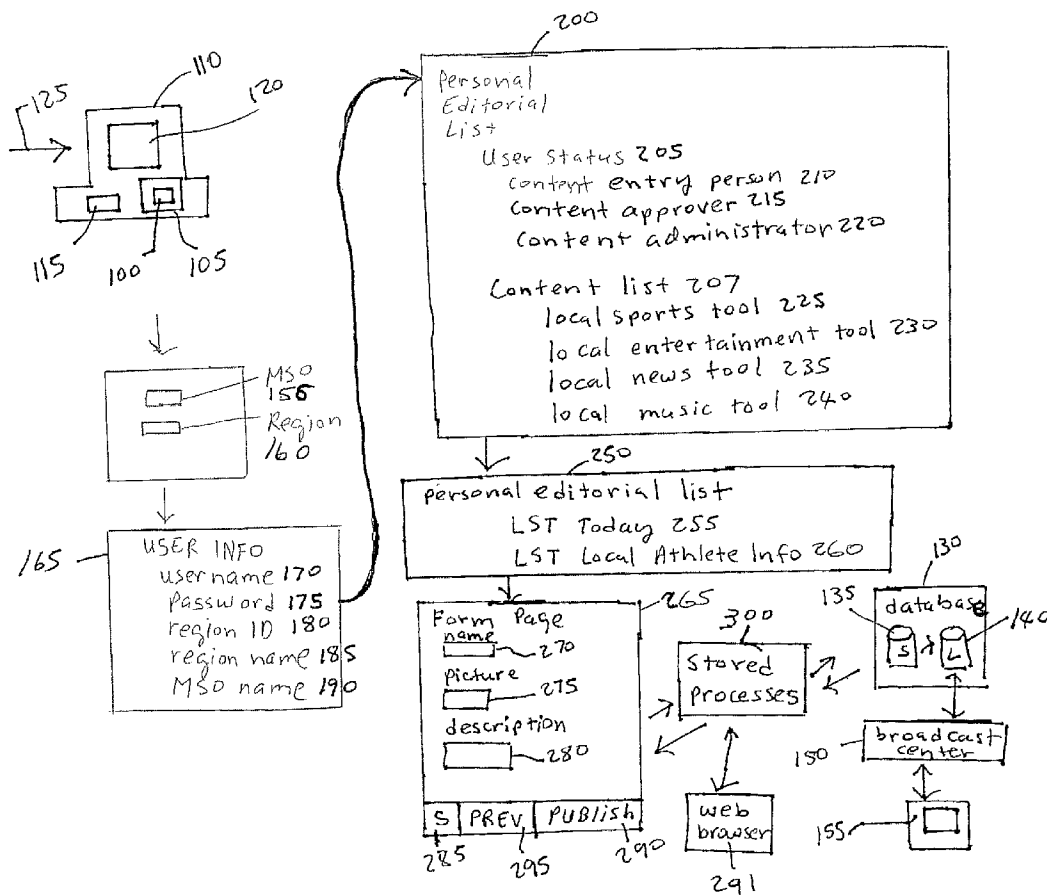 125
110
120
115
100
105
MSO
156
Region
160
165
USER INFO
username 170
Password 175
region ID 180
region name 185
MSO name 190
200
Personal
Editorial
List
User status 205
content entry person 210
content approver 215
content administrator 220
Content list 207
local sports tool 225
local entertainment tool 230
local news tool 235
local music tool 240
250
personal editorial list
LST Today 255
LST Local Athlete Info 260
265
Form Page
name
270
picture
275
description
280
S PREV PUBlish
285 295 290
300
Stored
processes
web
browser
291
130
135
database
S L
140
150
broadcast
center
155